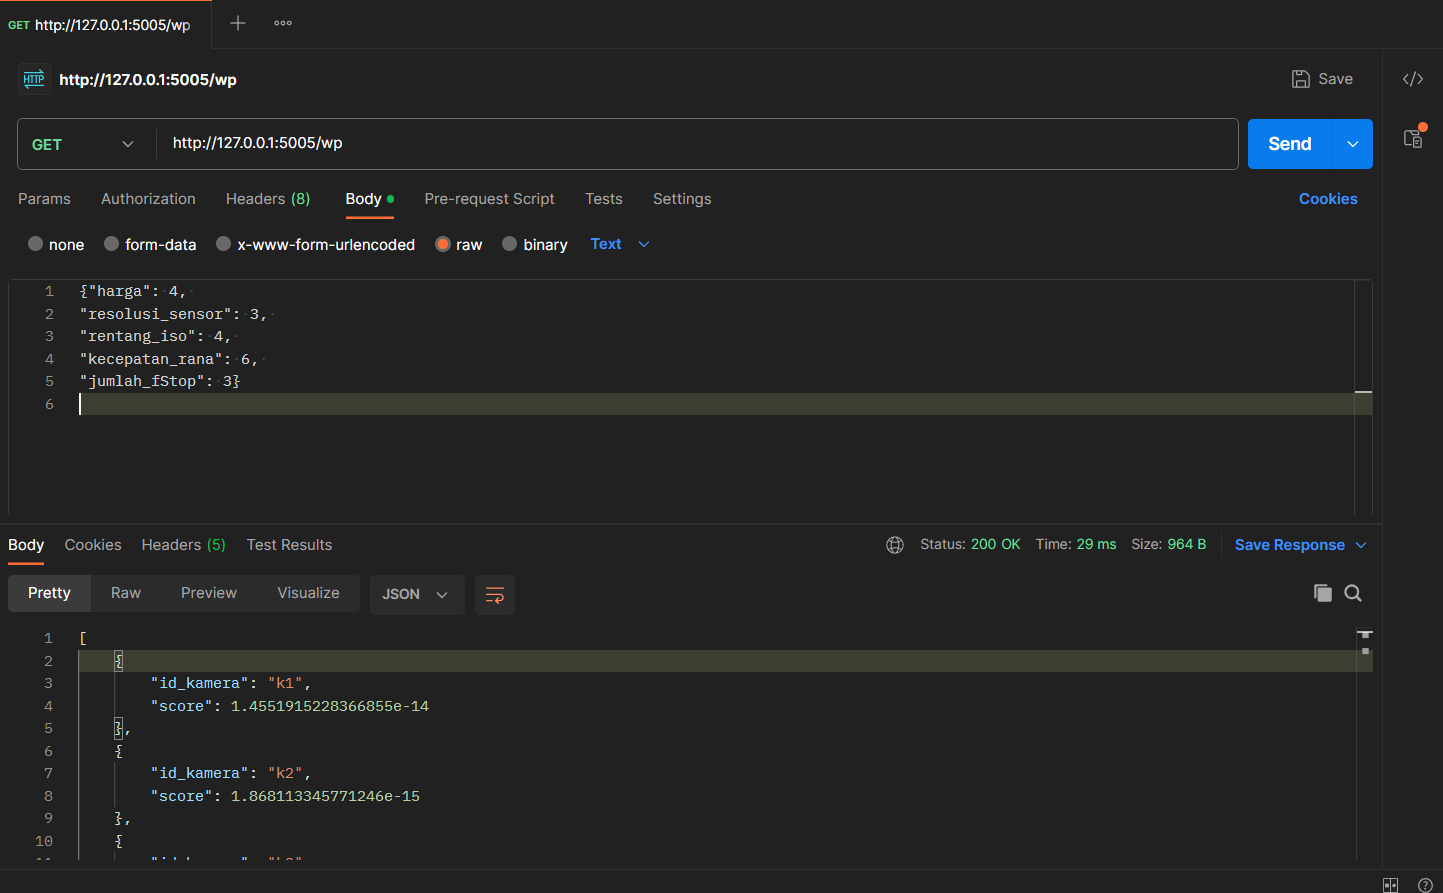 GET http://127.0.0.1:5005/wp
HTTP http://127.0.0.1:5005/wp
Save
GET http://127.0.0.1:5005/wp
Send
Params Authorization Headers (8) Body Pre-request Script Tests Settings Cookies
none form-data x-www-form-urlencoded raw binary Text
1 {"harga": 4,
2 "resolusi_sensor": 3,
3 "rentang_iso": 4,
4 "kecepatan_rana": 6,
5 "jumlah_fStop": 3}
6
Body Cookies Headers (5) Test Results Status: 200 OK Time: 29 ms Size: 964 B Save Response
Pretty Raw Preview Visualize JSON
1 [
2 {
3 "id_kamera": "k1",
4 "score": 1.4551915228366855e-14
5 },
6 {
7 "id_kamera": "k2",
8 "score": 1.868113345771246e-15
9 },
10 {